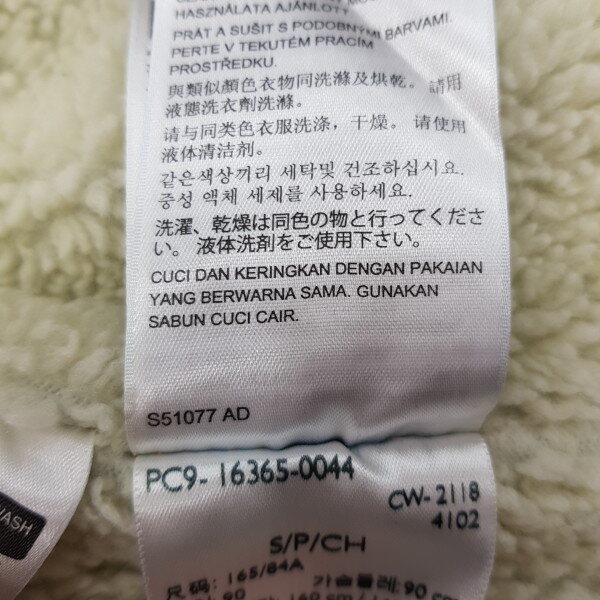 HASZNÁLATA AJÁNLOTT.
PRÁT A SUŠIT S PODOBNÝMI BARVAMI.
PERTE V TEKUTÉM PRACÍM
PROSTŘEDKU.
與類似顏色衣物同洗滌及烘乾。請用
液態洗衣劑洗滌.
请与同类色衣服洗涤，干燥。请使用
液体清洁剂。
같은색상끼리 세탁및 건조하십시요.
중성 액체 세제를 사용하세요.
洗濯、乾燥は同色の物と行ってくださ
い。液体洗剤をご使用下さい。
CUCI DAN KERINGKAN DENGAN PAKAIAN
YANG BERWARNA SAMA. GUNAKAN
SABUN CUCI CAIR.
S51077 AD
PC9- 16365-0044
CW-2118
4102
S/P/CH
尺码: 165/84A
가슴둘레: 90 cm
WASH